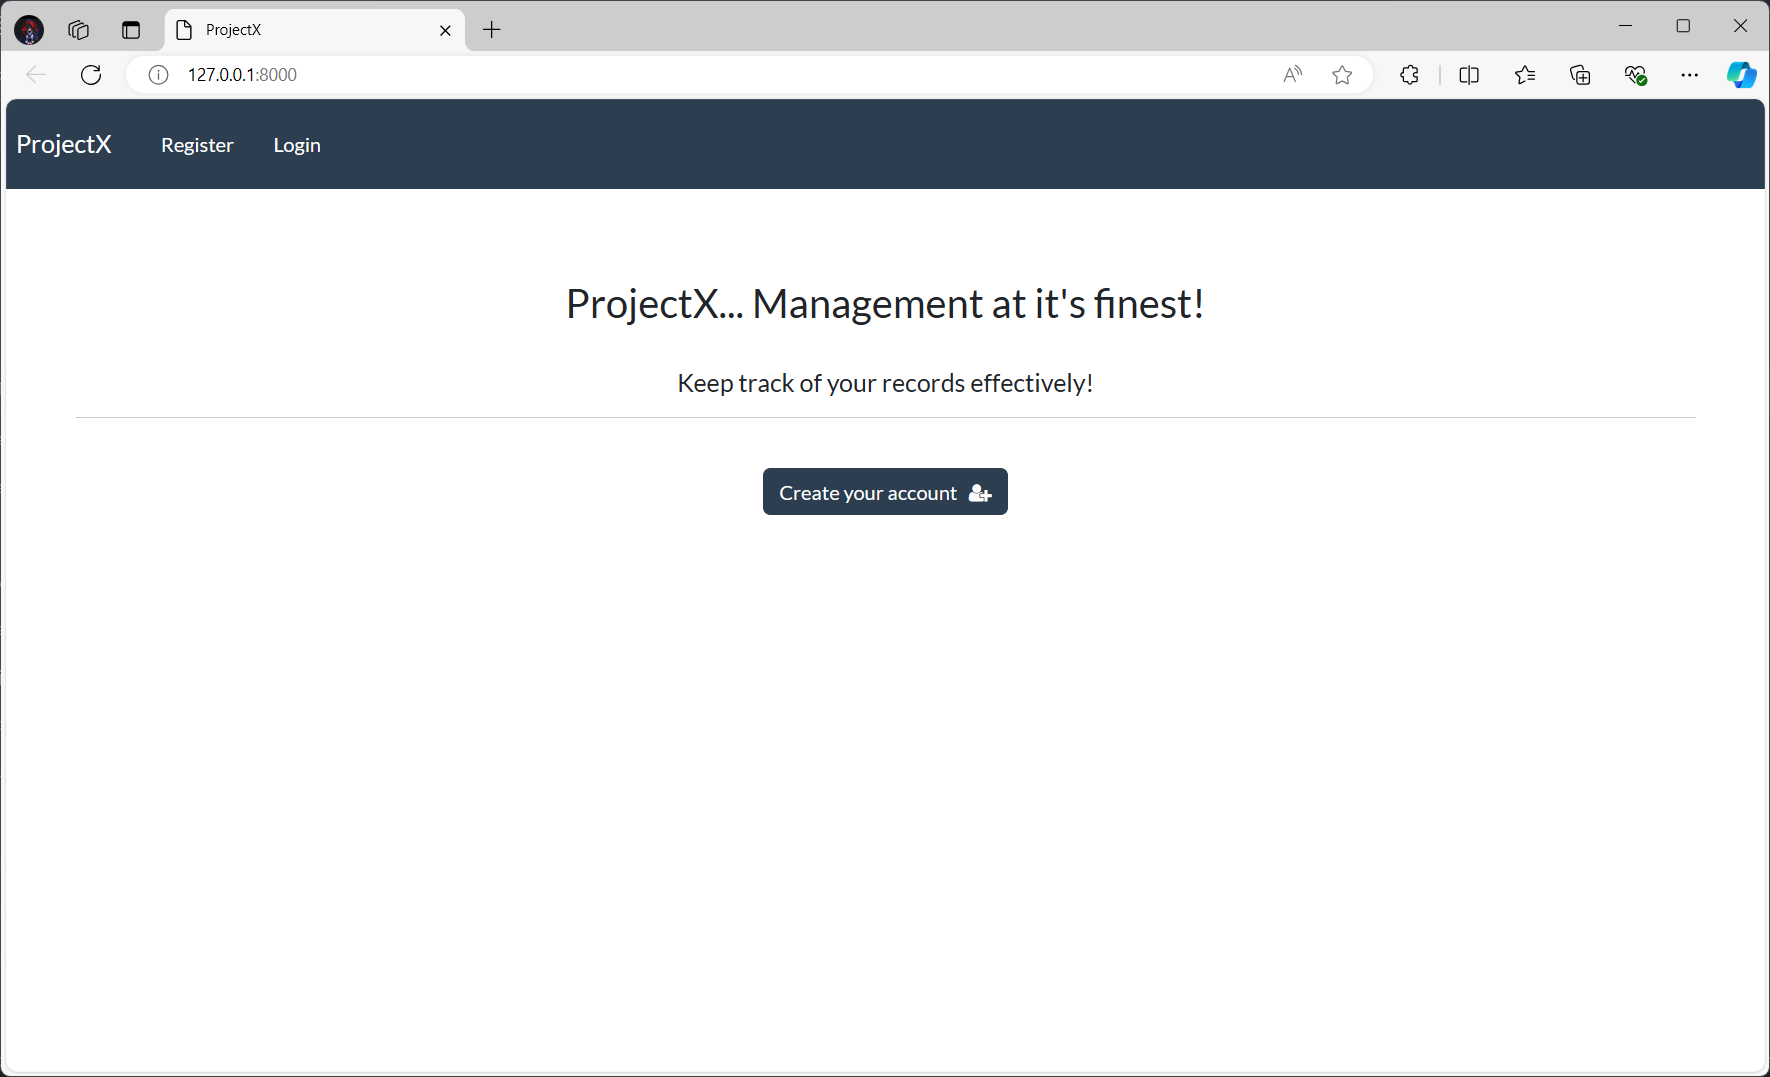 ProjectX
127.0.0.1:8000
ProjectX Register Login
ProjectX... Management at it's finest!
Keep track of your records effectively!
Create your account